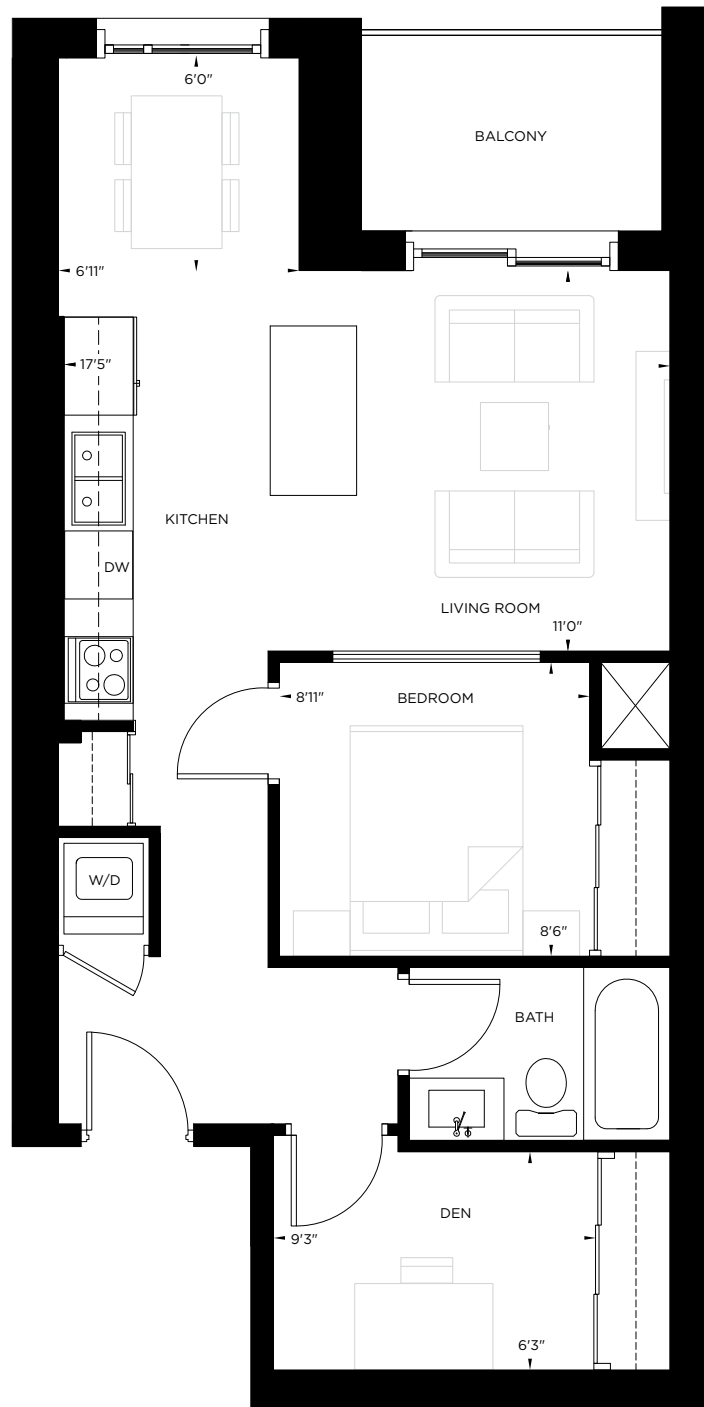 6'0"
BALCONY
6'11"
17'5"
KITCHEN
DW
LIVING ROOM
11'0"
8'11"
BEDROOM
W/D
8'6"
BATH
DEN
9'3"
6'3"